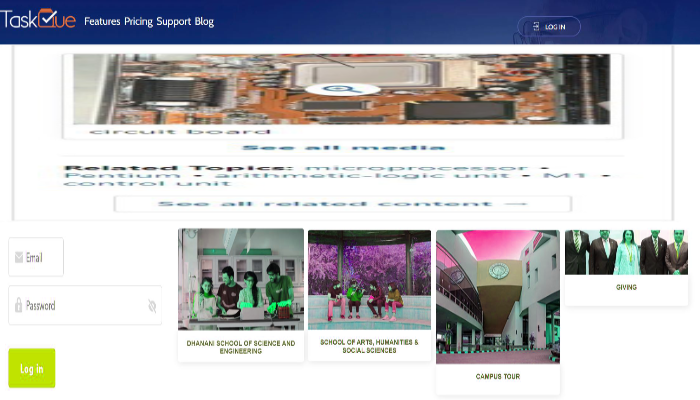 TaskQue
Features Pricing Support Blog
LOG IN
circuit board
See all media
Related Topics: microprocessor •
Pentium • arithmetic-logic unit • M1 •
control unit
See all related content →
Email
Password
Log in
DHANANI SCHOOL OF SCIENCE AND
ENGINEERING
SCHOOL OF ARTS, HUMANITIES &
SOCIAL SCIENCES
CAMPUS TOUR
GIVING